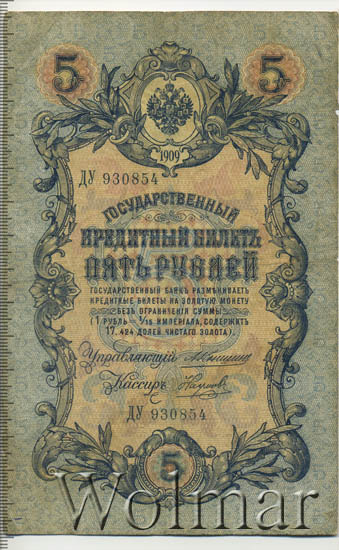 5 5
1909
ДУ 930854
ГОСУДАРСТВЕННЫЙ
КРЕДИТНЫЙ БИЛЕТЪ
ПЯТЬ РУБЛЕЙ
ГОСУДАРСТВЕННЫЙ БАНКЪ РАЗМѢНИВАЕТЪ
КРЕДИТНЫЕ БИЛЕТЫ НА ЗОЛОТУЮ МОНЕТУ
БЕЗЪ ОГРАНИЧЕНІЯ СУММЫ
(1 РУБЛЬ = 1/15 ИМПЕРІАЛА, СОДЕРЖИТЪ
17,424 ДОЛЕЙ ЧИСТАГО ЗОЛОТА).
Управляющій
Кассиръ
ДУ 930854
5
Wolmar